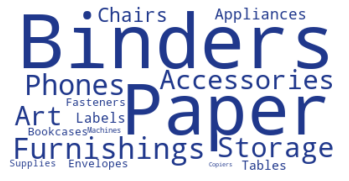 Chairs Appliances
Binders
Phones Accessories
Fasteners
Art Labels Paper
Bookcases Machines
Furnishings Storage
Supplies Envelopes Copiers Tables